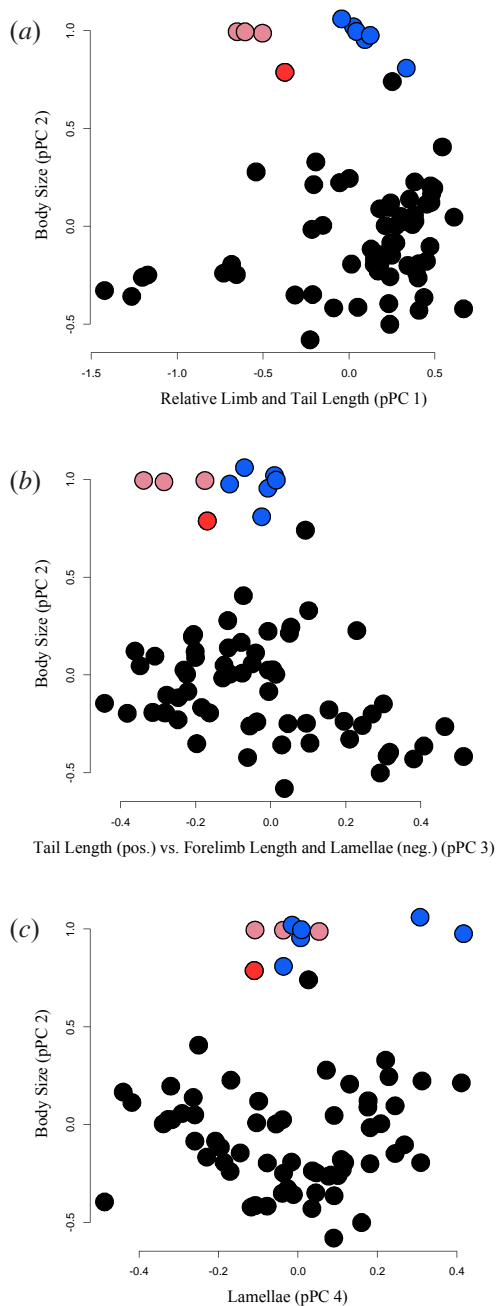 (a)
1.0
0.5
0.0
-0.5
Body Size (pPC 2)
-1.5 -1.0 -0.5 0.0 0.5
Relative Limb and Tail Length (pPC 1)
(b)
1.0
0.5
0.0
-0.5
Body Size (pPC 2)
-0.4 -0.2 0.0 0.2 0.4
Tail Length (pos.) vs. Forelimb Length and Lamellae (neg.) (pPC 3)
(c)
1.0
0.5
0.0
-0.5
Body Size (pPC 2)
-0.4 -0.2 0.0 0.2 0.4
Lamellae (pPC 4)